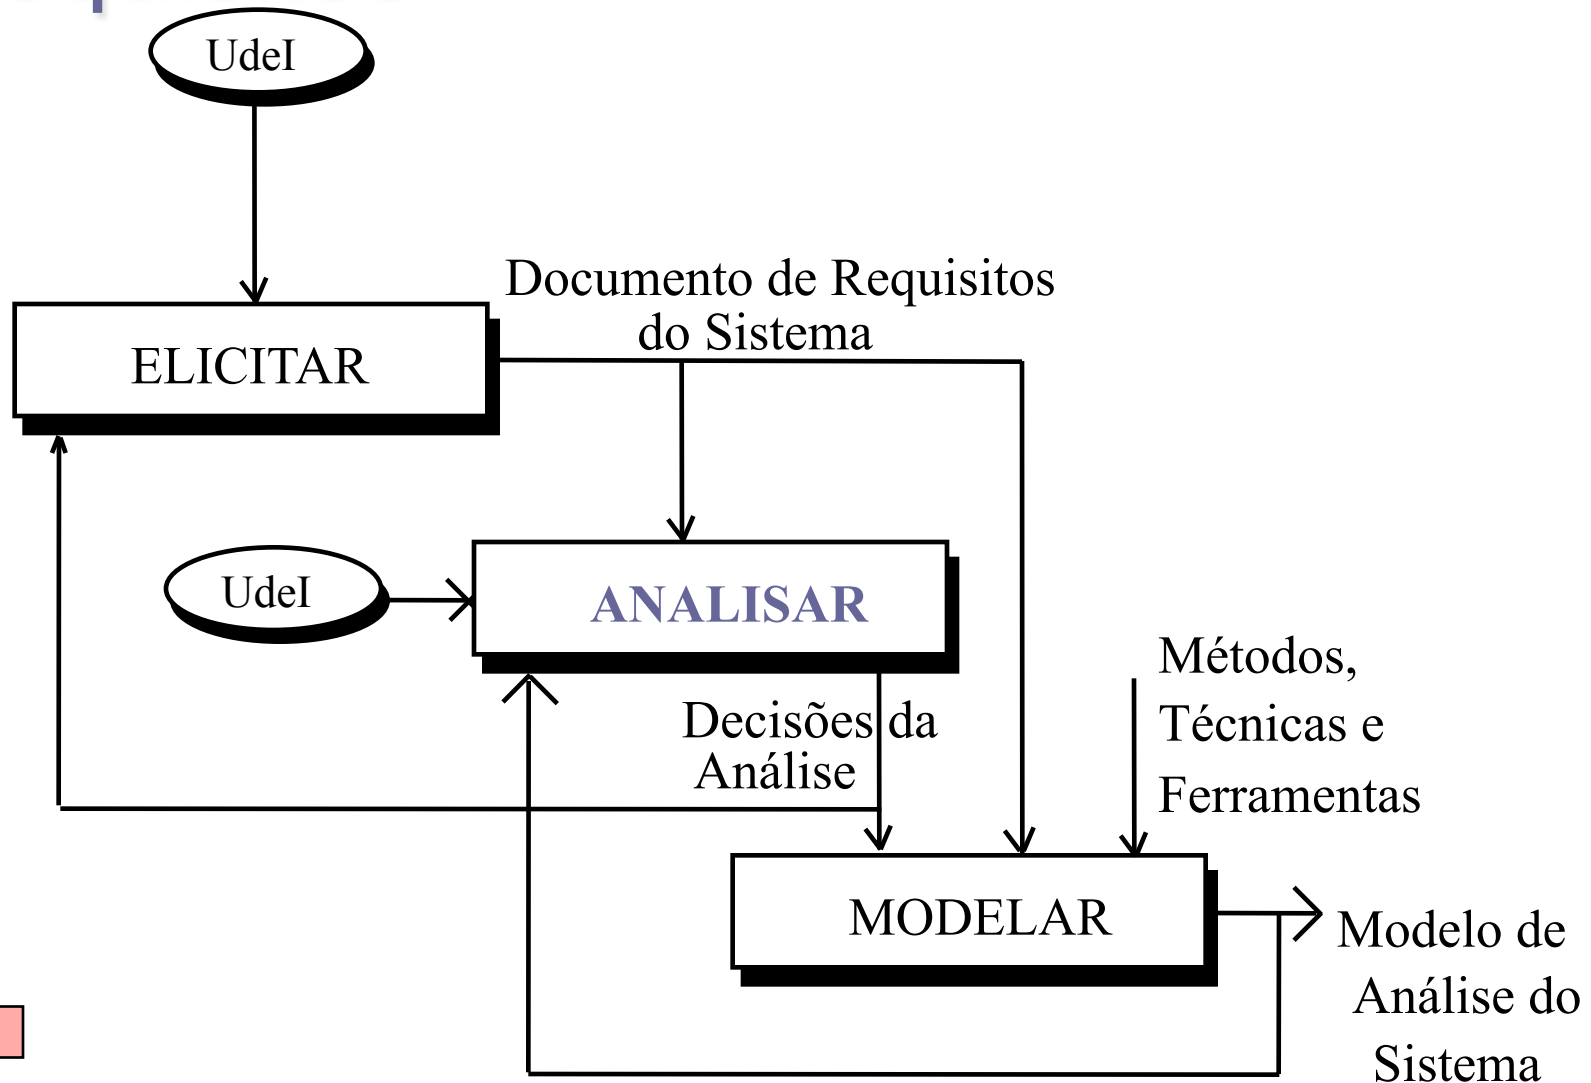 UdeI
Documento de Requisitos
do Sistema
ELICITAR
UdeI
ANALISAR
Métodos,
Técnicas e
Ferramentas
Decisões da
Análise
MODELAR
Modelo de
Análise do
Sistema